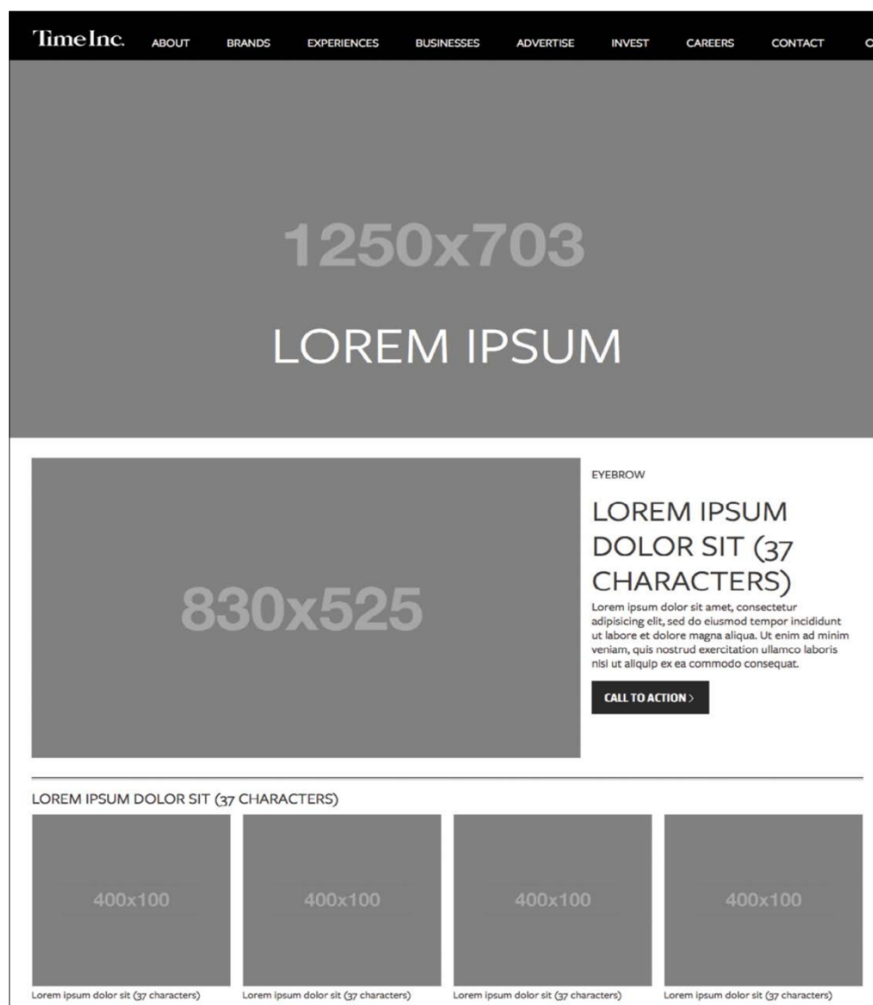 Time Inc. ABOUT BRANDS EXPERIENCES BUSINESSES ADVERTISE INVEST CAREERS CONTACT
1250x703
LOREM IPSUM
830x525
EYEBROW
LOREM IPSUM
DOLOR SIT (37
CHARACTERS)
Lorem ipsum dolor sit amet, consectetur
adipisicing elit, sed do eiusmod tempor incididunt
ut labore et dolore magna aliqua. Ut enim ad minim
veniam, quis nostrud exercitation ullamco laboris
nisi ut aliquip ex ea commodo consequat.
CALL TO ACTION >
LOREM IPSUM DOLOR SIT (37 CHARACTERS)
400x100 400x100 400x100 400x100
Lorem ipsum dolor sit (37 characters) Lorem ipsum dolor sit (37 characters) Lorem ipsum dolor sit (37 characters) Lorem ipsum dolor sit (37 characters)